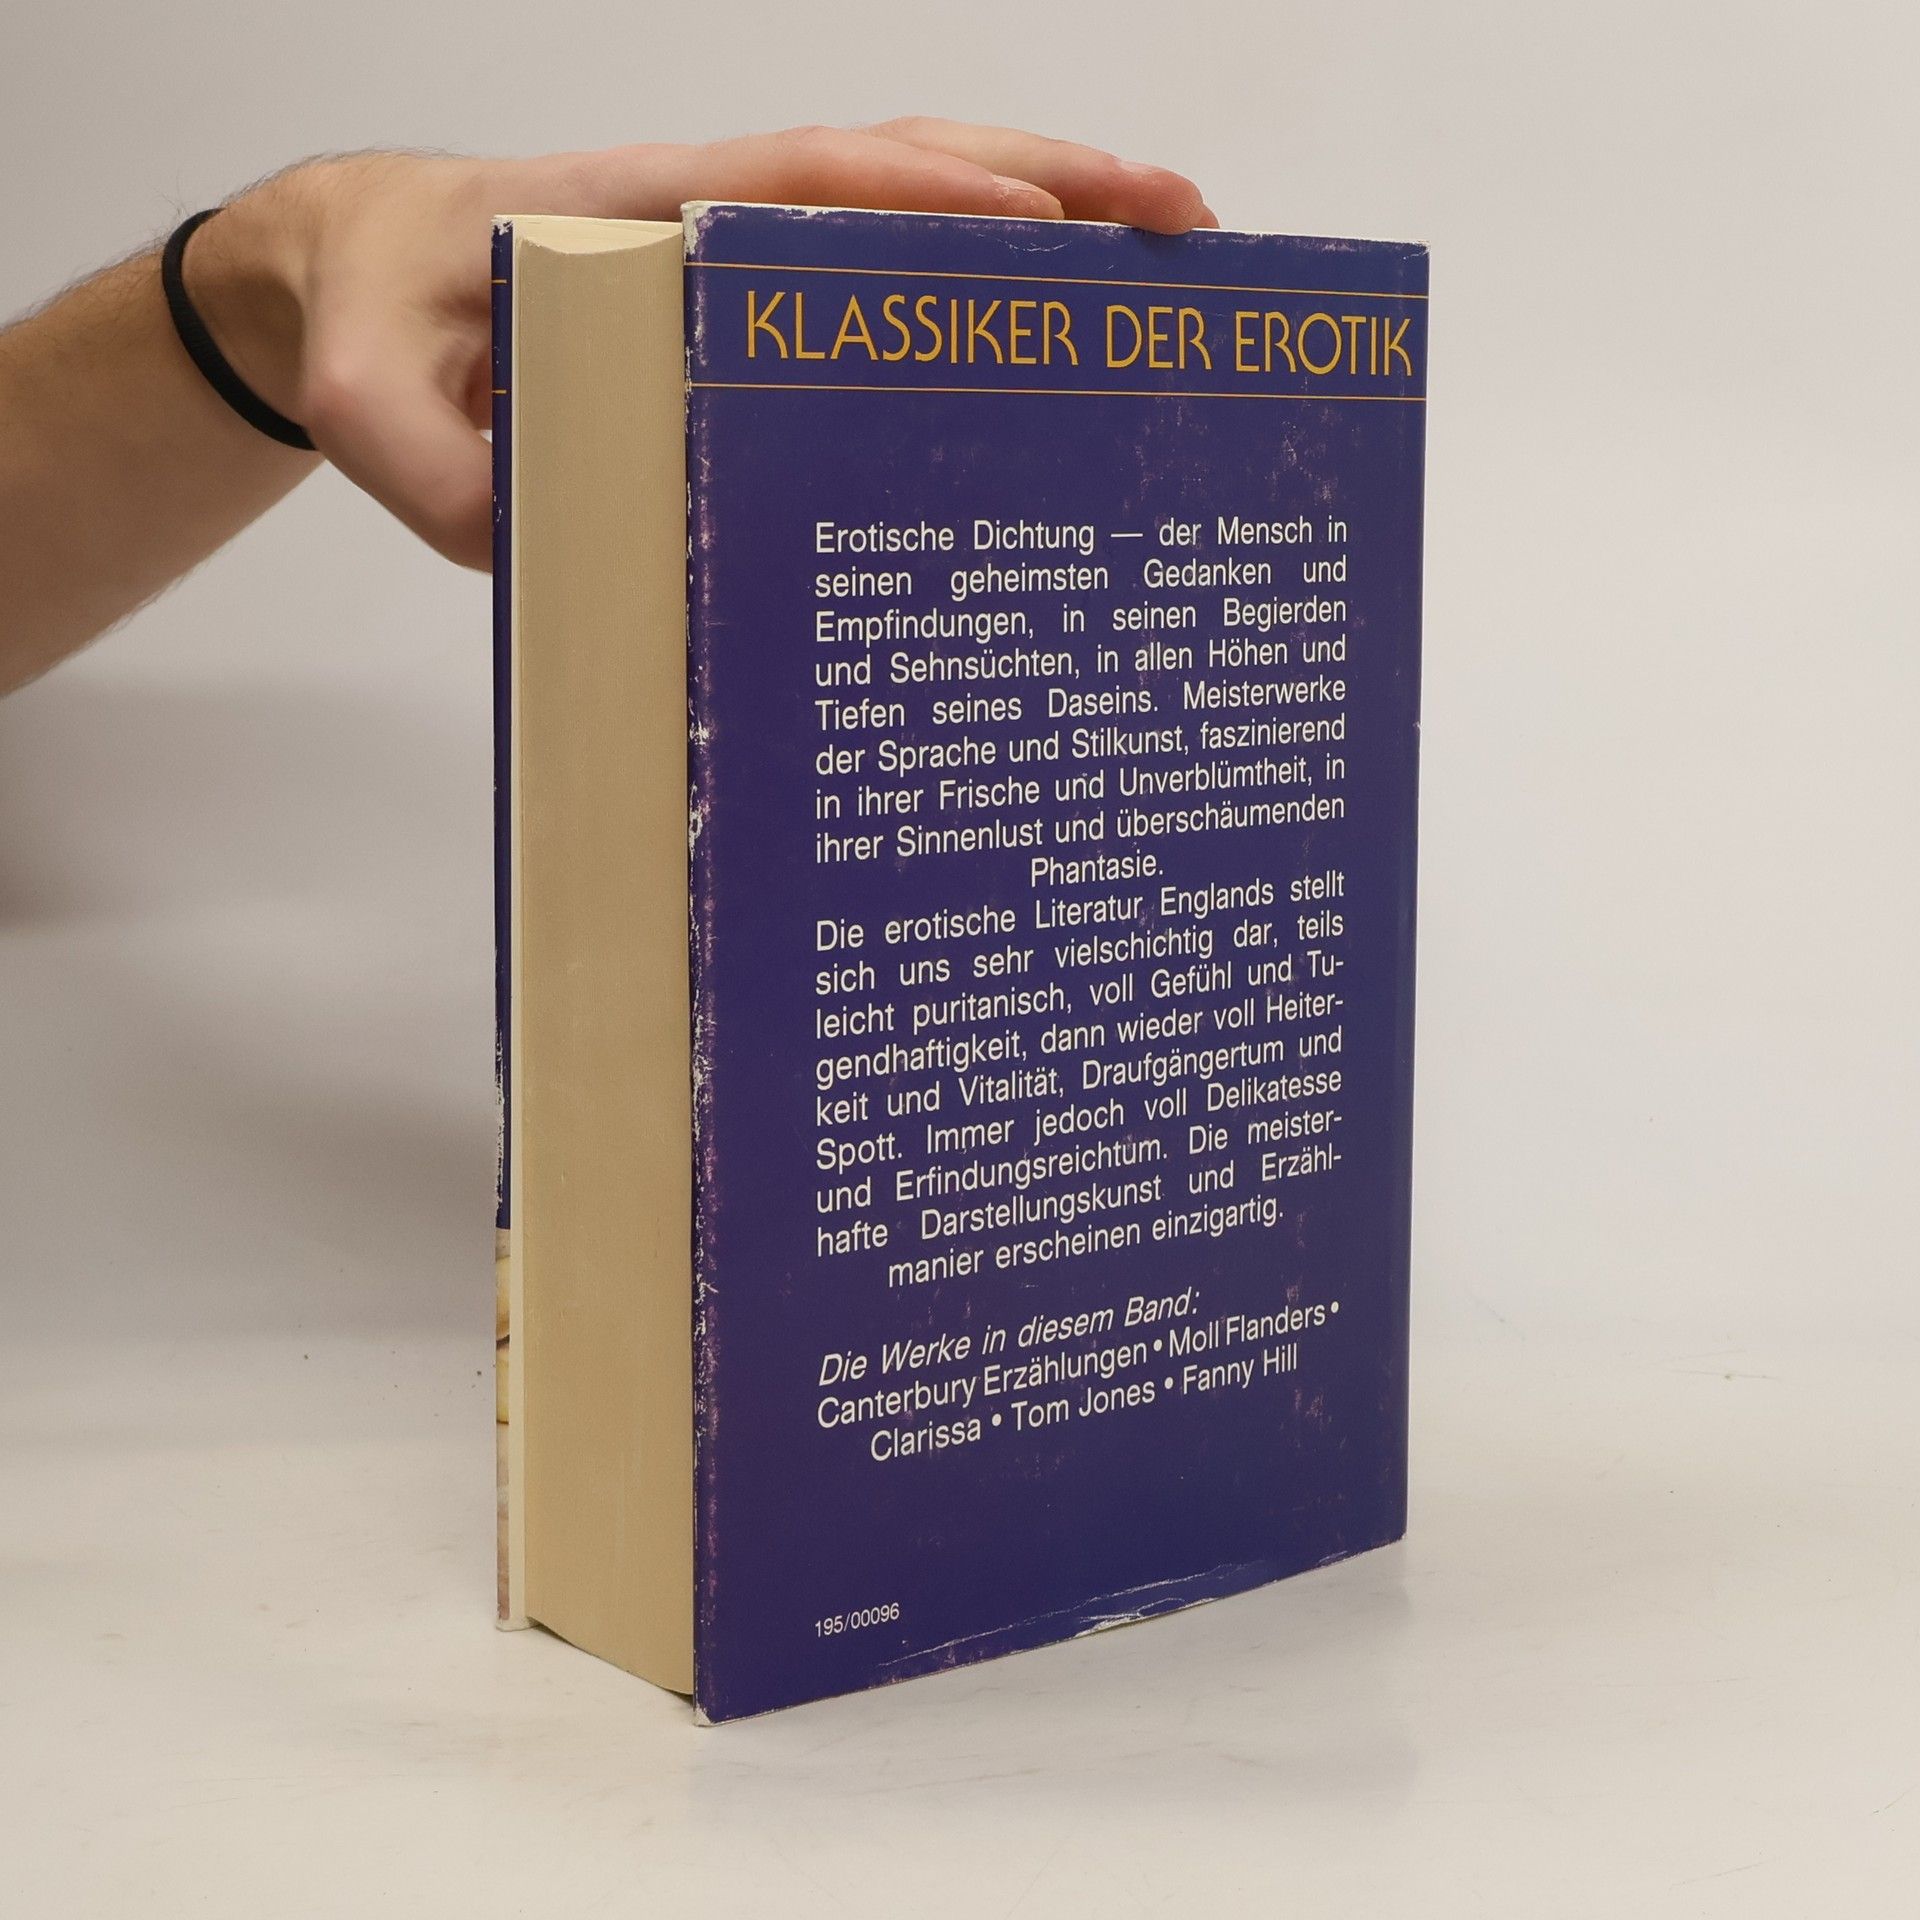 KLASSIKER DER EROTIK
Erotische Dichtung — der Mensch in
seinen geheimsten Gedanken und
Empfindungen, in seinen Begierden
und Sehnsüchten, in allen Höhen und
Tiefen seines Daseins. Meisterwerke
der Sprache und Stilkunst, faszinierend
in ihrer Frische und Unverblümtheit, in
ihrer Sinnenlust und überschäumenden
Phantasie.
Die erotische Literatur Englands stellt
sich uns sehr vielschichtig dar, teils
leicht puritanisch, voll Gefühl und Tu-
gendhaftigkeit, dann wieder voll Heiter-
keit und Vitalität, Draufgängertum und
Spott. Immer jedoch voll Delikatesse
und Erfindungsreichtum. Die meister-
hafte Darstellungskunst und Erzähl-
manier erscheinen einzigartig.
Die Werke in diesem Band:
Canterbury Erzählungen • Moll Flanders •
Clarissa • Tom Jones • Fanny Hill
195/00096